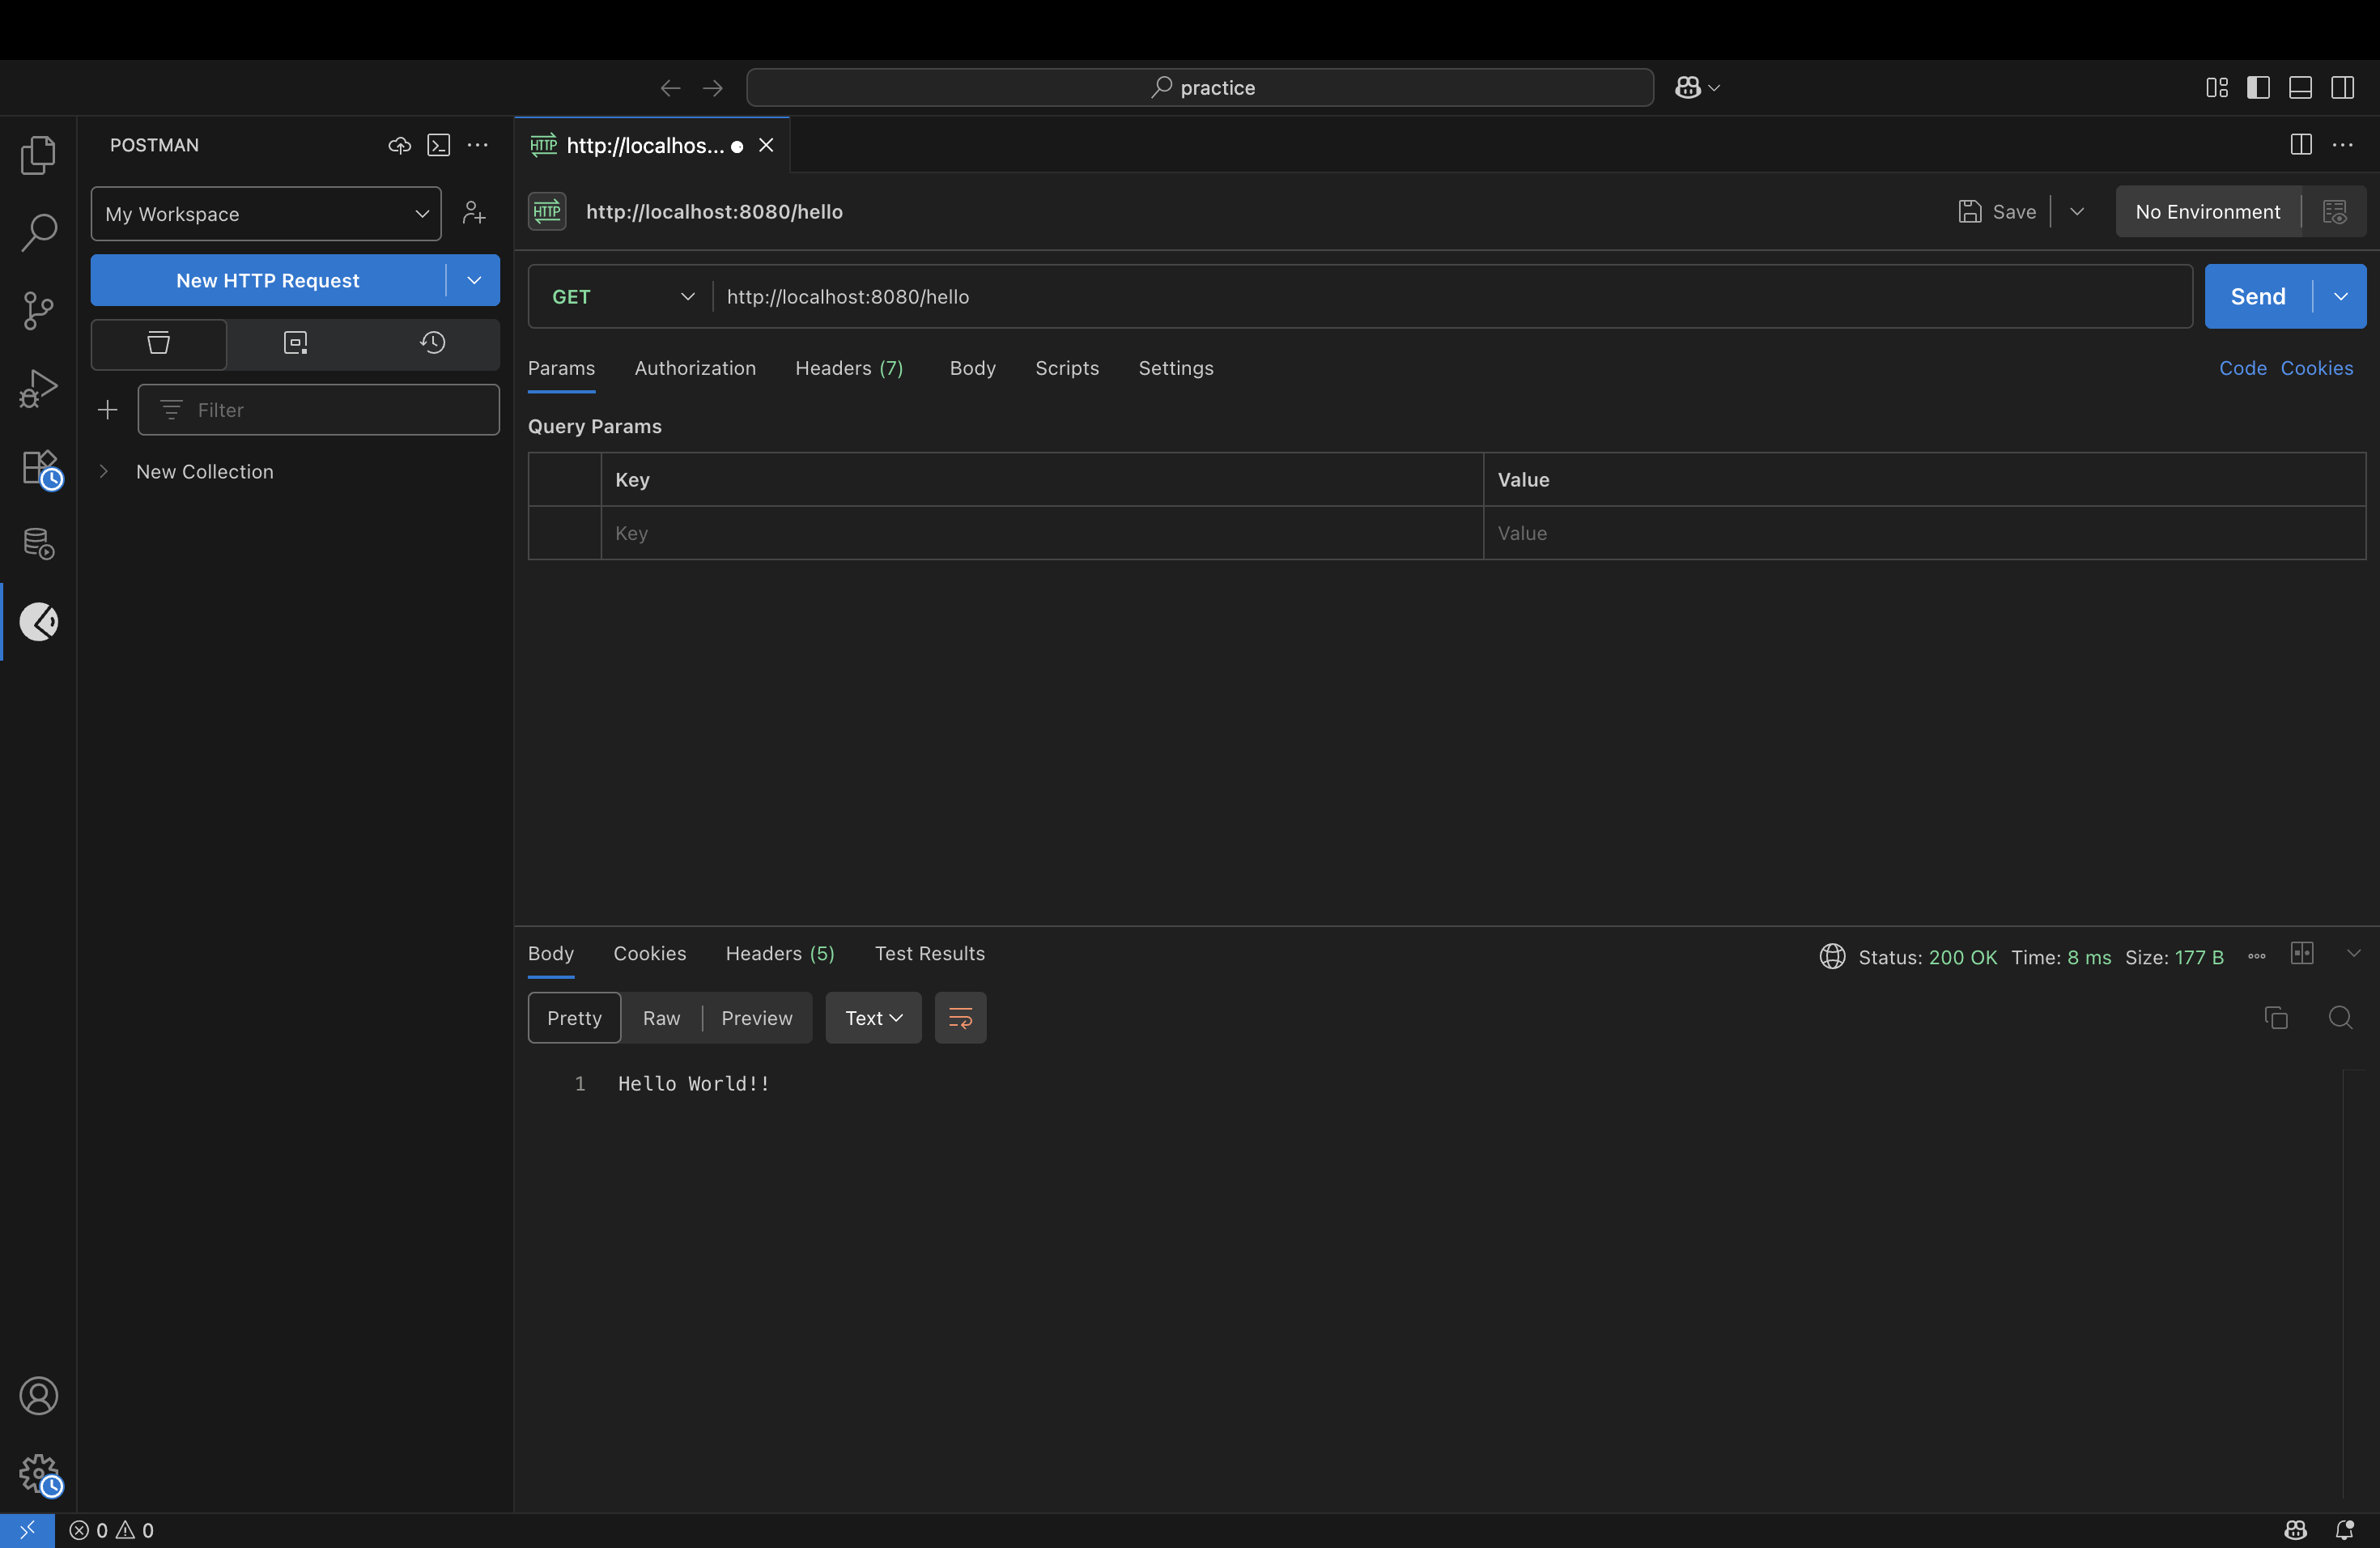 practice
POSTMAN
My Workspace
New HTTP Request
Filter
New Collection
HTTP http://localhos...
HTTP http://localhost:8080/hello
Save
No Environment
GET http://localhost:8080/hello
Send
Params Authorization Headers (7) Body Scripts Settings
Code Cookies
Query Params
Key Value
Key Value
Body Cookies Headers (5) Test Results
Status: 200 OK Time: 8 ms Size: 177 B
Pretty Raw Preview Text
1 Hello World!!
0 0